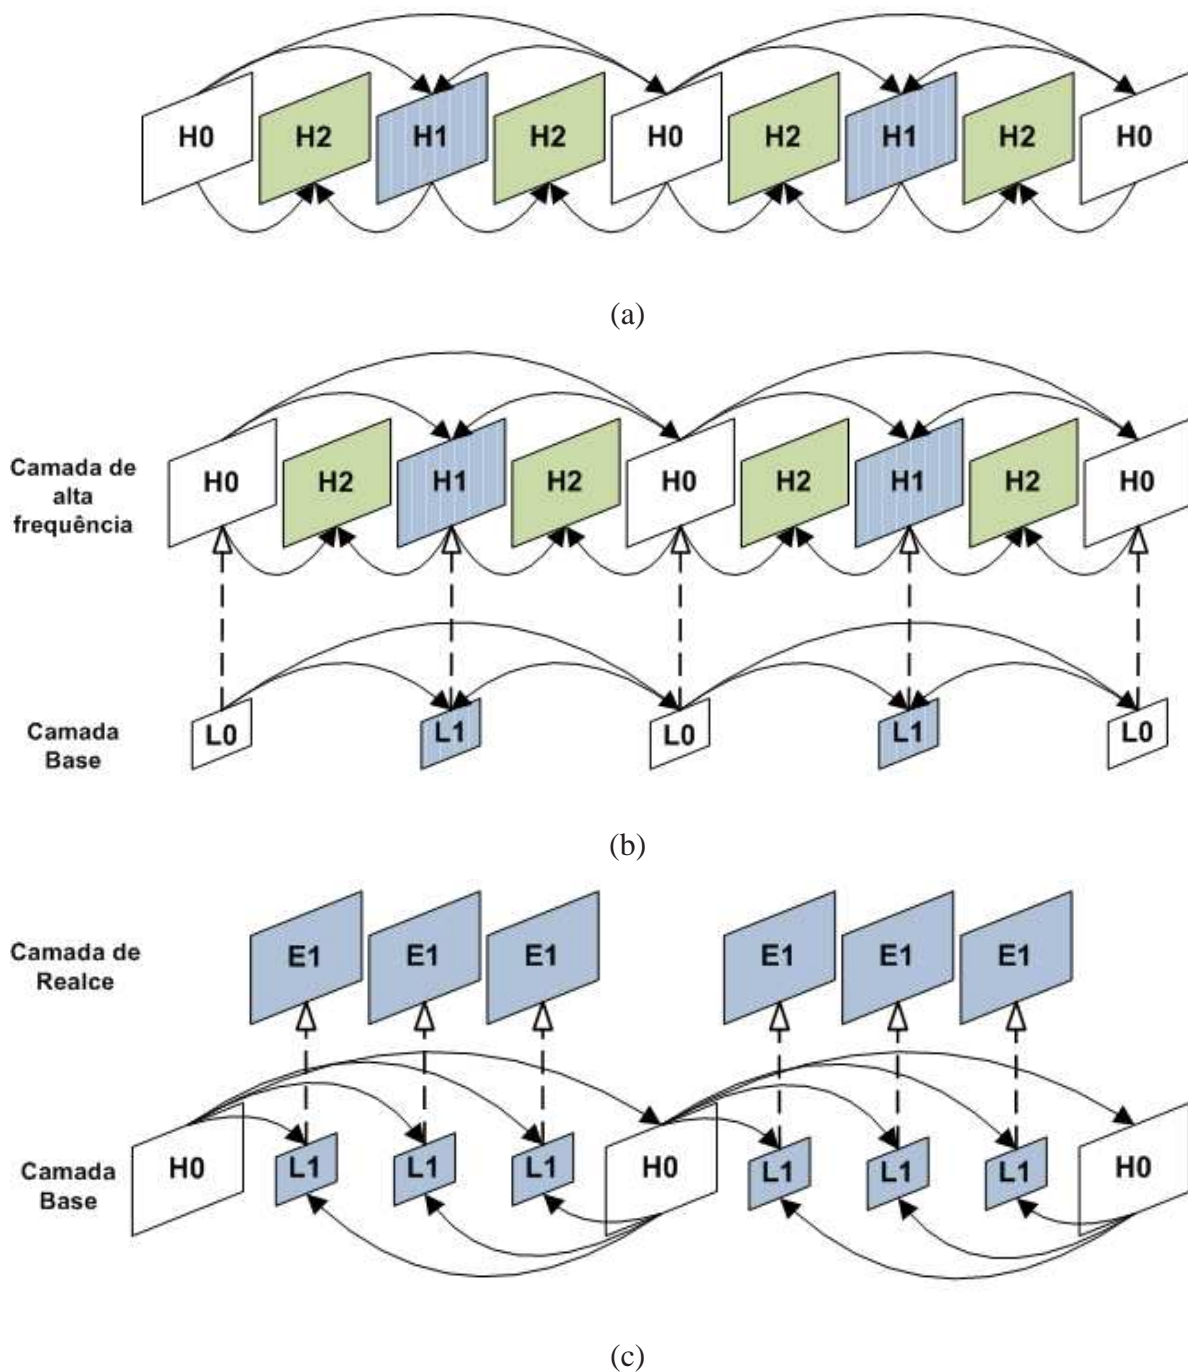 H0 H2 H1 H2 H0 H2 H1 H2 H0
(a)
Camada de
alta
frequência
H0 H2 H1 H2 H0 H2 H1 H2 H0
Camada
Base
L0 L1 L0 L1 L0
(b)
Camada de
Realce
E1 E1 E1 E1 E1 E1
Camada
Base
H0 L1 L1 L1 H0 L1 L1 L1 H0
(c)